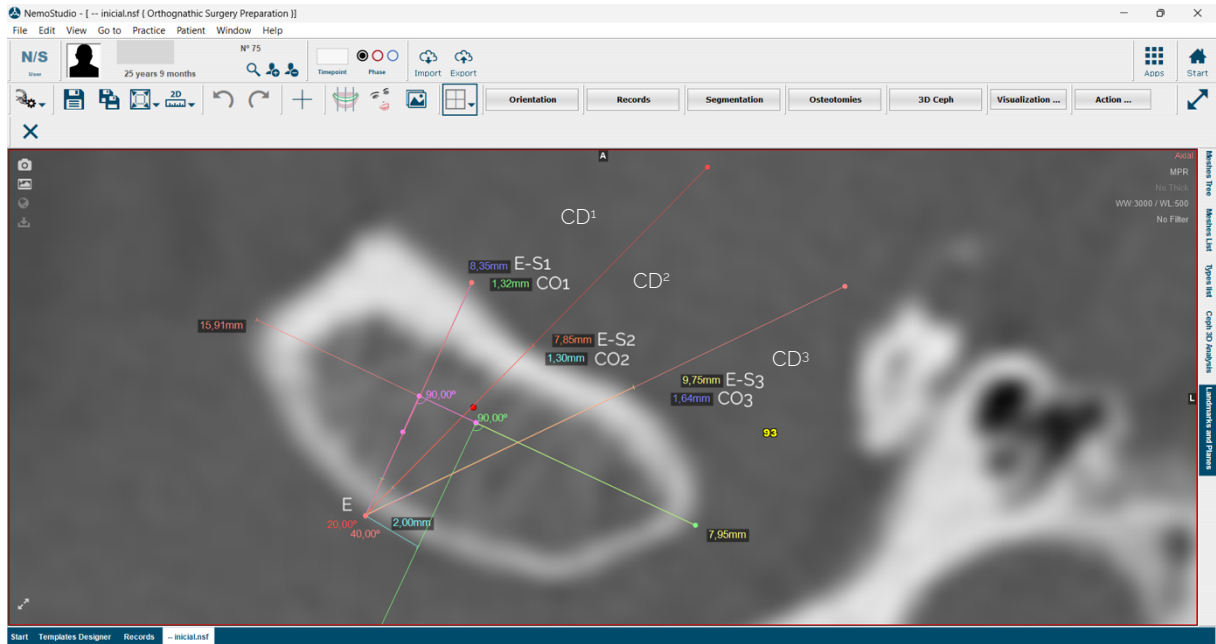 NemoStudio - [ -- inicial.nsf { Orthognathic Surgery Preparation }]
File Edit View Go to Practice Patient Window Help
N/S
User
25 years 9 months
Nº 75
Timepoint
Phase
Import
Export
Apps
Start
2D
Orientation
Records
Segmentation
Osteotomies
3D Ceph
Visualization ...
Action ...
A
Axial
MPR
No Thick
WW:3000 / WL:500
No Filter
CD1
8,35mm E-S1
1,32mm CO1
CD2
15,91mm
7,85mm E-S2
1,30mm CO2
CD3
9,75mm E-S3
1,64mm CO3
90,00º
90,00º
L
93
E
20,00º
40,00º
2,00mm
7,95mm
Meshes Tree
Meshes List
Types list
Ceph 3D Analysis
Landmarks and Planes
Start Templates Designer Records -- inicial.nsf